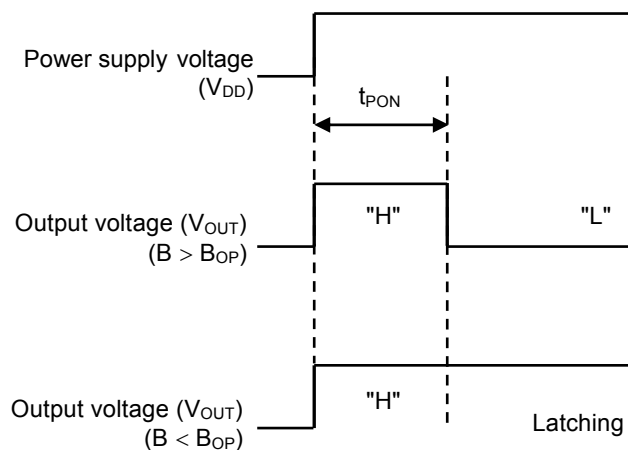 Power supply voltage
(VDD)
tPON
Output voltage (VOUT)
(B > BOP)
"H"
"L"
Output voltage (VOUT)
(B < BOP)
"H"
Latching